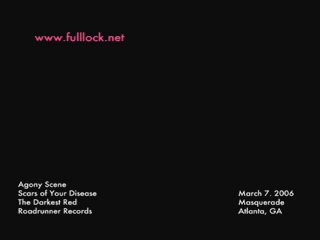 www.fulllock.net
Agony Scene
Scars of Your Disease
The Darkest Red
Roadrunner Records
March 7. 2006
Masquerade
Atlanta, GA